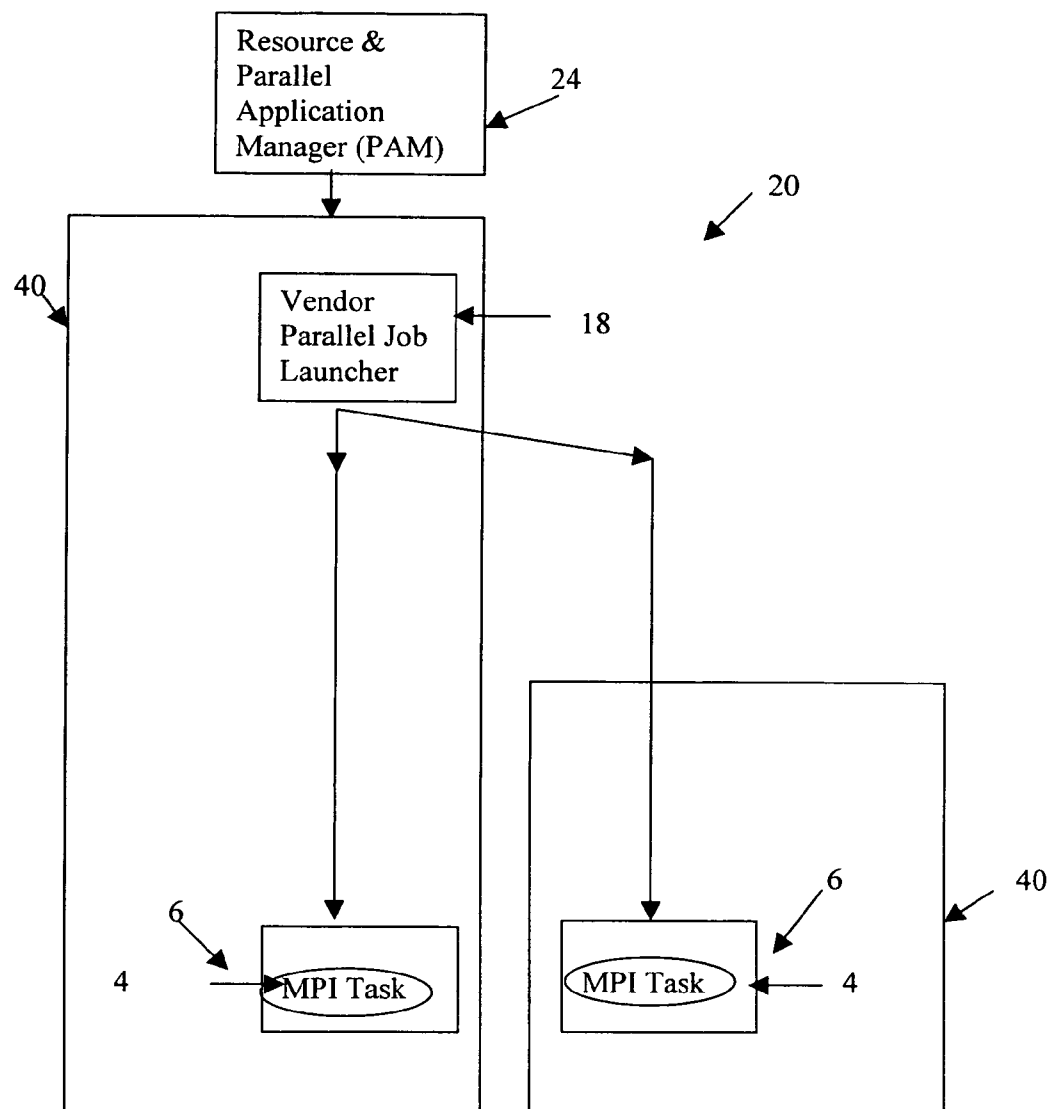 Resource &
Parallel
Application
Manager (PAM)
24
20
40
Vendor
Parallel Job
Launcher
18
6
40
6
4
MPI Task
MPI Task
4